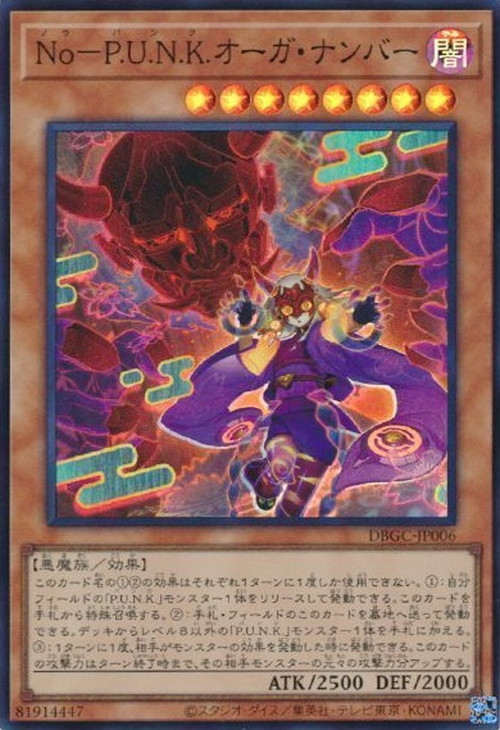 ノウ パンク
No－P.U.N.K.オーガ・ナンバー
やみ
闇
DBGC-JP006
【悪魔族／効果】
このカード名の①②の効果はそれぞれ1ターンに1度しか使用できない。①：自分
フィールドの「P.U.N.K.」モンスター1体をリリースして発動できる。このカードを
手札から特殊召喚する。②：手札・フィールドのこのカードを墓地へ送って発動
できる。デッキからレベル8以外の「P.U.N.K.」モンスター1体を手札に加える。
③：1ターンに1度、相手がモンスターの効果を発動した時に発動できる。このカード
の攻撃力はターン終了時まで、その相手モンスターの元々の攻撃力分アップする。
ATK/2500 DEF/2000
81914447 ©スタジオ・ダイス／集英社・テレビ東京・KONAMI